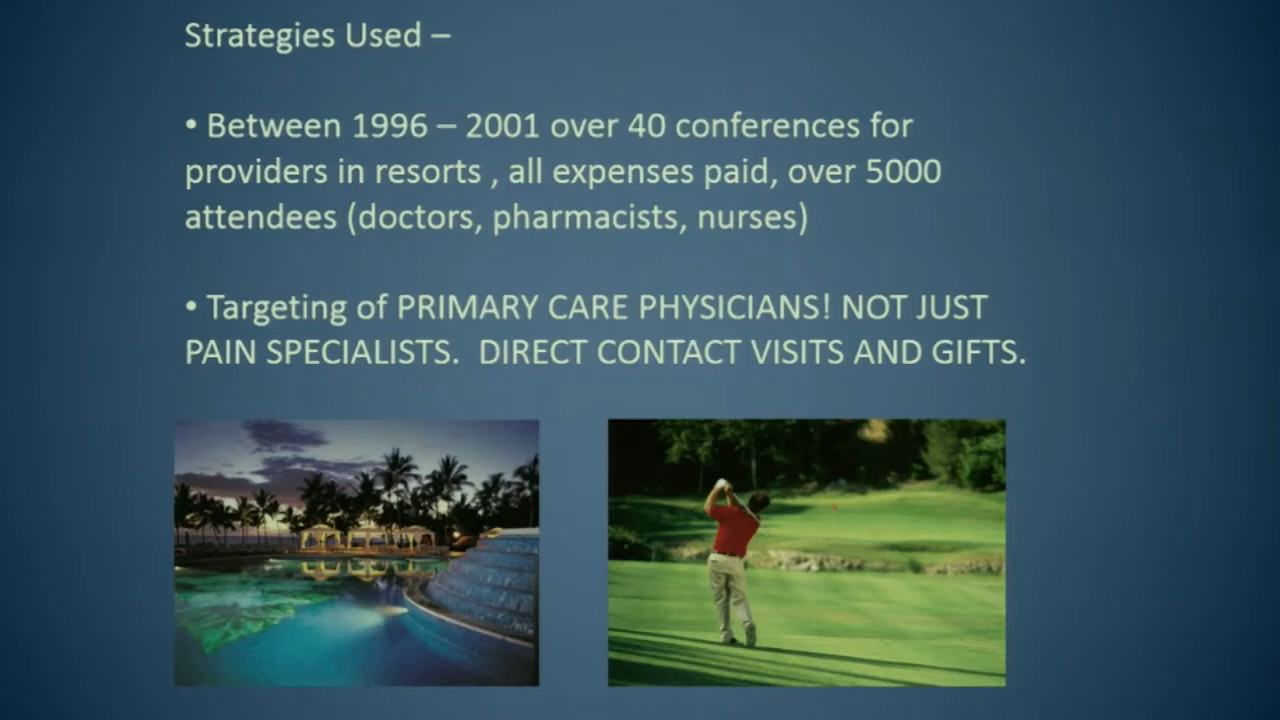 Strategies Used –
• Between 1996 – 2001 over 40 conferences for
providers in resorts , all expenses paid, over 5000
attendees (doctors, pharmacists, nurses)
• Targeting of PRIMARY CARE PHYSICIANS! NOT JUST
PAIN SPECIALISTS.  DIRECT CONTACT VISITS AND GIFTS.